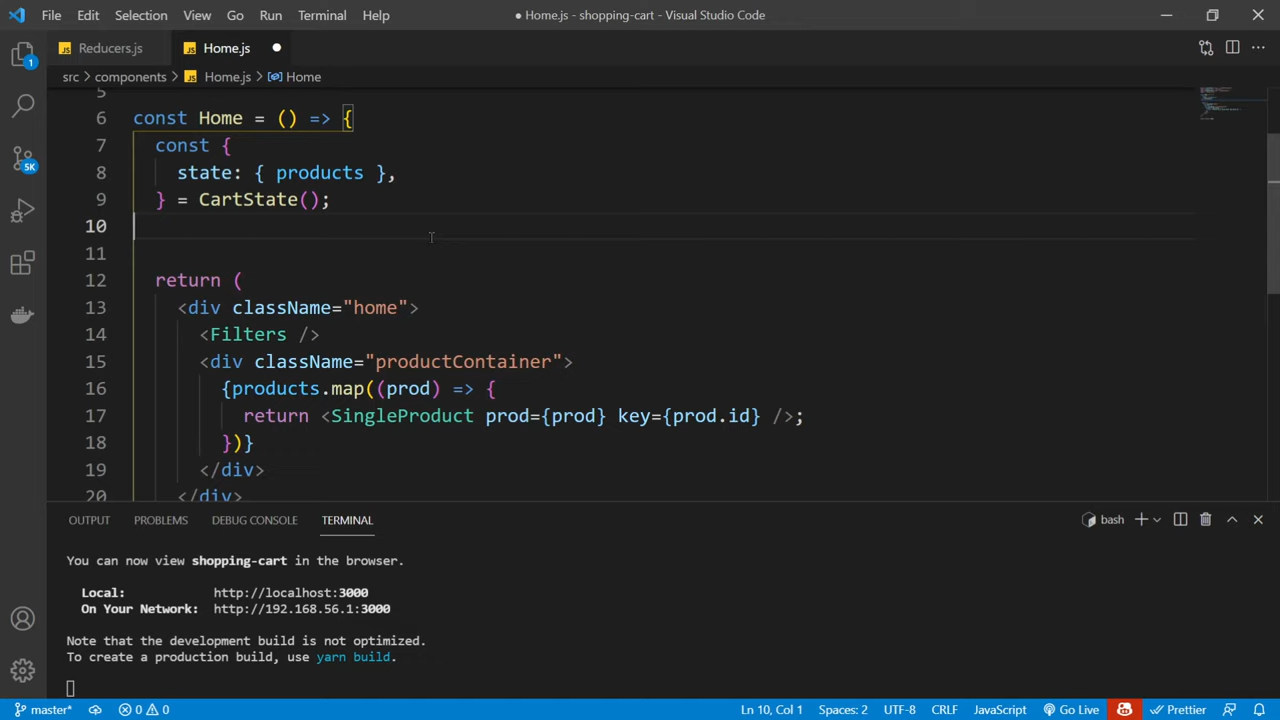 File Edit Selection View Go Run Terminal Help ● Home.js - shopping-cart - Visual Studio Code
JS Reducers.js JS Home.js
src > components > JS Home.js > Home
5
6 const Home = () => {
7 const {
8 state: { products },
9 } = CartState();
10
11
12 return (
13 <div className="home">
14 <Filters />
15 <div className="productContainer">
16 {products.map((prod) => {
17 return <SingleProduct prod={prod} key={prod.id} />;
18 })}
19 </div>
20 </div>
1
5K
OUTPUT PROBLEMS DEBUG CONSOLE TERMINAL bash
You can now view shopping-cart in the browser.
Local: http://localhost:3000
On Your Network: http://192.168.56.1:3000
Note that the development build is not optimized.
To create a production build, use yarn build.
master* 0 0 Ln 10, Col 1 Spaces: 2 UTF-8 CRLF JavaScript Go Live Prettier